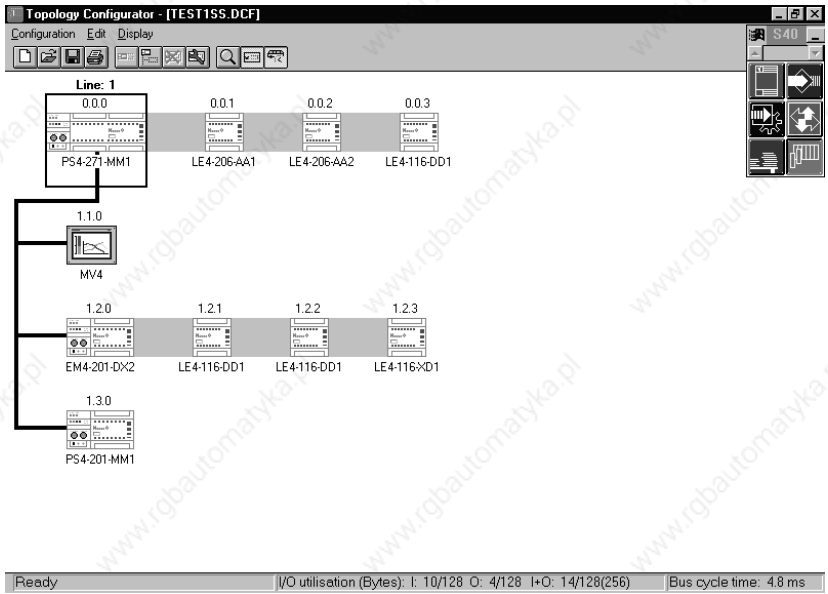 Topology Configurator - [TEST1SS.DCF]
Configuration Edit Display
S40
Line: 1
0.0.0 0.0.1 0.0.2 0.0.3
PS4-271-MM1 LE4-206-AA1 LE4-206-AA2 LE4-116-DD1
1.1.0
MV4
1.2.0 1.2.1 1.2.2 1.2.3
EM4-201-DX2 LE4-116-DD1 LE4-116-DD1 LE4-116-XD1
1.3.0
PS4-201-MM1
Ready I/O utilisation (Bytes): I: 10/128 O: 4/128 I+O: 14/128(256) Bus cycle time: 4.8 ms
www.rgbautomatyka.pl